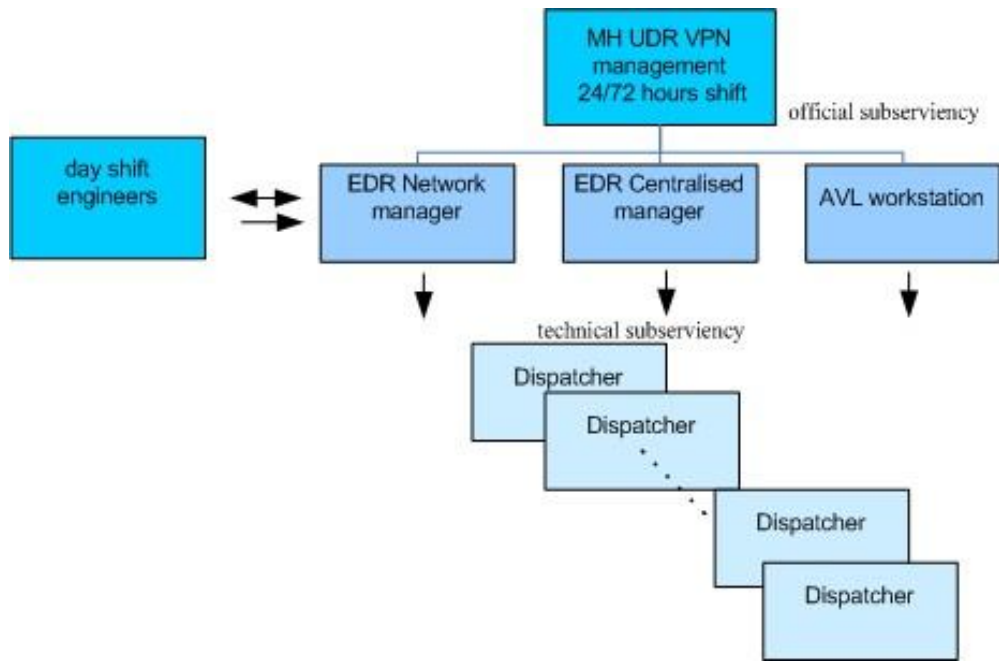 MH UDR VPN
management
24/72 hours shift
official subserviency
day shift
engineers
EDR Network
manager
EDR Centralised
manager
AVL workstation
technical subserviency
Dispatcher
Dispatcher
Dispatcher
Dispatcher